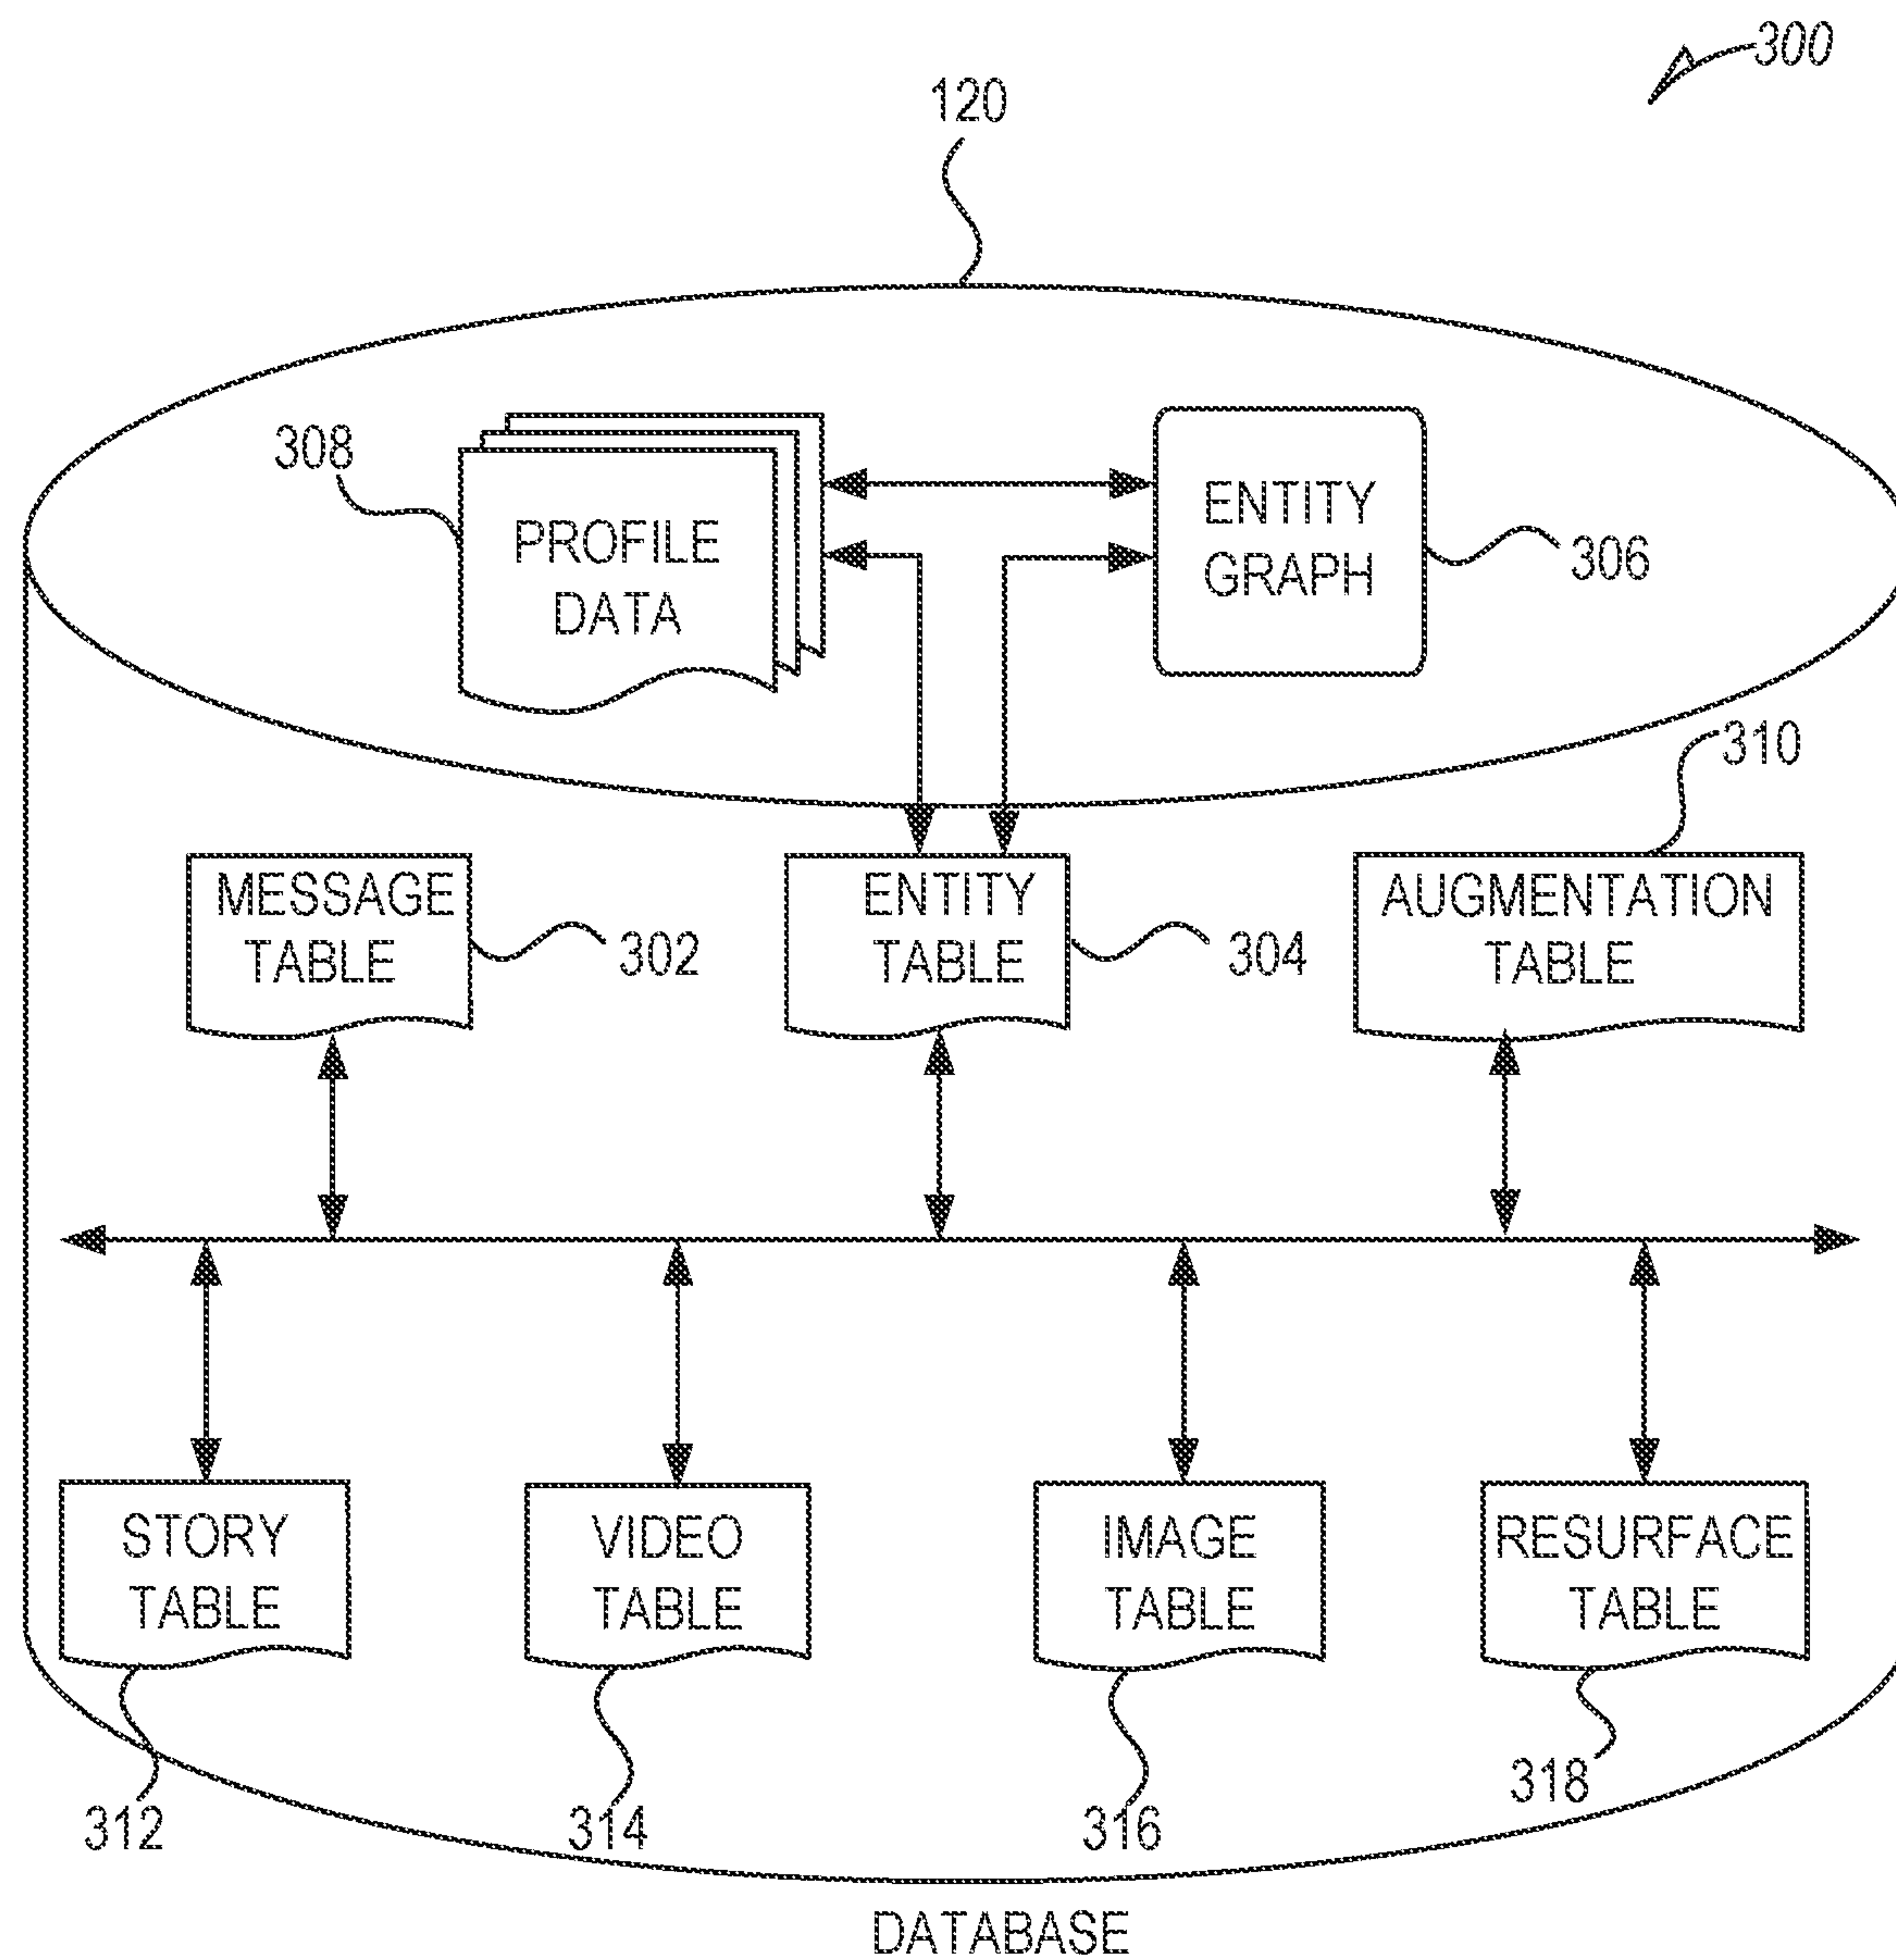 300
120
308
PROFILE
DATA
ENTITY
GRAPH
306
310
MESSAGE
TABLE
302
ENTITY
TABLE
304
AUGMENTATION
TABLE
STORY
TABLE
VIDEO
TABLE
IMAGE
TABLE
RESURFACE
TABLE
312
314
316
318
DATABASE